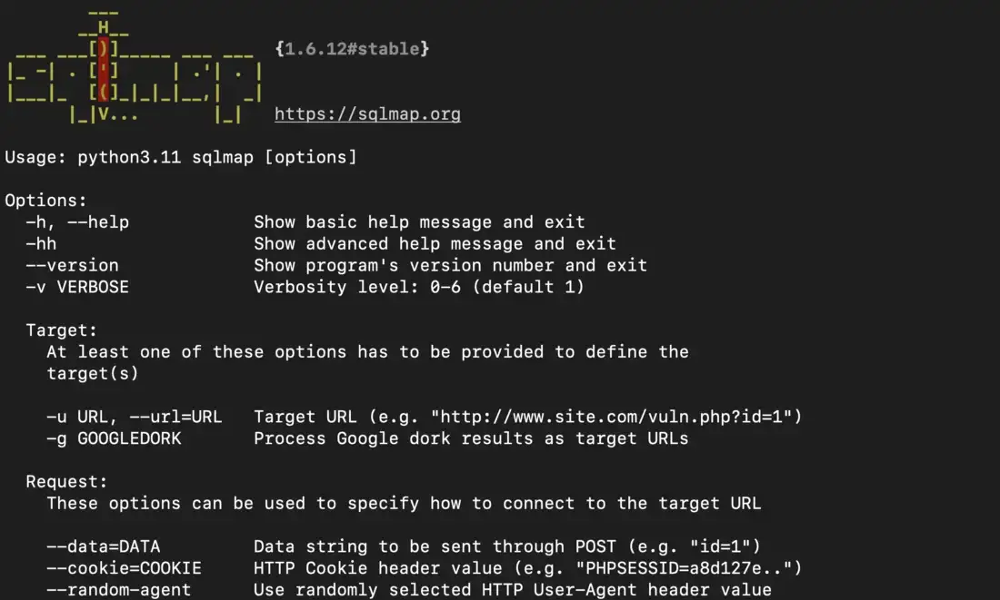 ___
       __H__
 ___ ___[)]_____ ___ ___  {1.6.12#stable}
|_ -| . [']     | .'| . |
|___|_  [(]_|_|_|__,|  _|
      |_|V...       |_|   https://sqlmap.org
Usage: python3.11 sqlmap [options]
Options:
  -h, --help            Show basic help message and exit
  -hh                   Show advanced help message and exit
  --version             Show program's version number and exit
  -v VERBOSE            Verbosity level: 0-6 (default 1)
  Target:
    At least one of these options has to be provided to define the
    target(s)
    -u URL, --url=URL   Target URL (e.g. "http://www.site.com/vuln.php?id=1")
    -g GOOGLEDORK       Process Google dork results as target URLs
  Request:
    These options can be used to specify how to connect to the target URL
    --data=DATA         Data string to be sent through POST (e.g. "id=1")
    --cookie=COOKIE     HTTP Cookie header value (e.g. "PHPSESSID=a8d127e..")
    --random-agent      Use randomly selected HTTP User-Agent header value